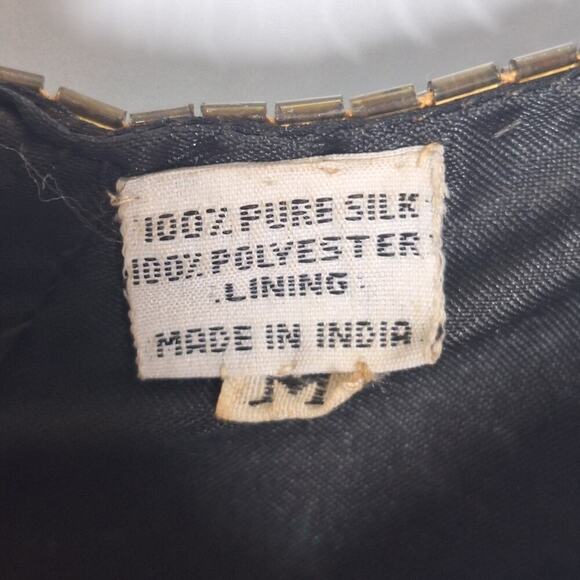 100% PURE SILK
100% POLYESTER
LINING
MADE IN INDIA
M